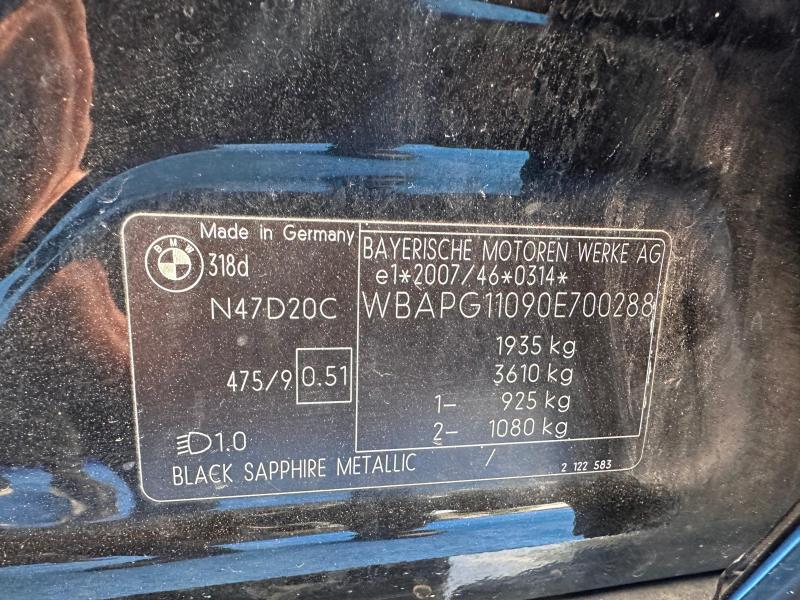 Made in Germany
BMW
318d
N47D20C
475/9 0.51
1.0
BLACK SAPPHIRE METALLIC /
BAYERISCHE MOTOREN WERKE AG
e1*2007/46*0314*
WBAPG11090E700288
1935 kg
3610 kg
1- 925 kg
2- 1080 kg
2 122 583